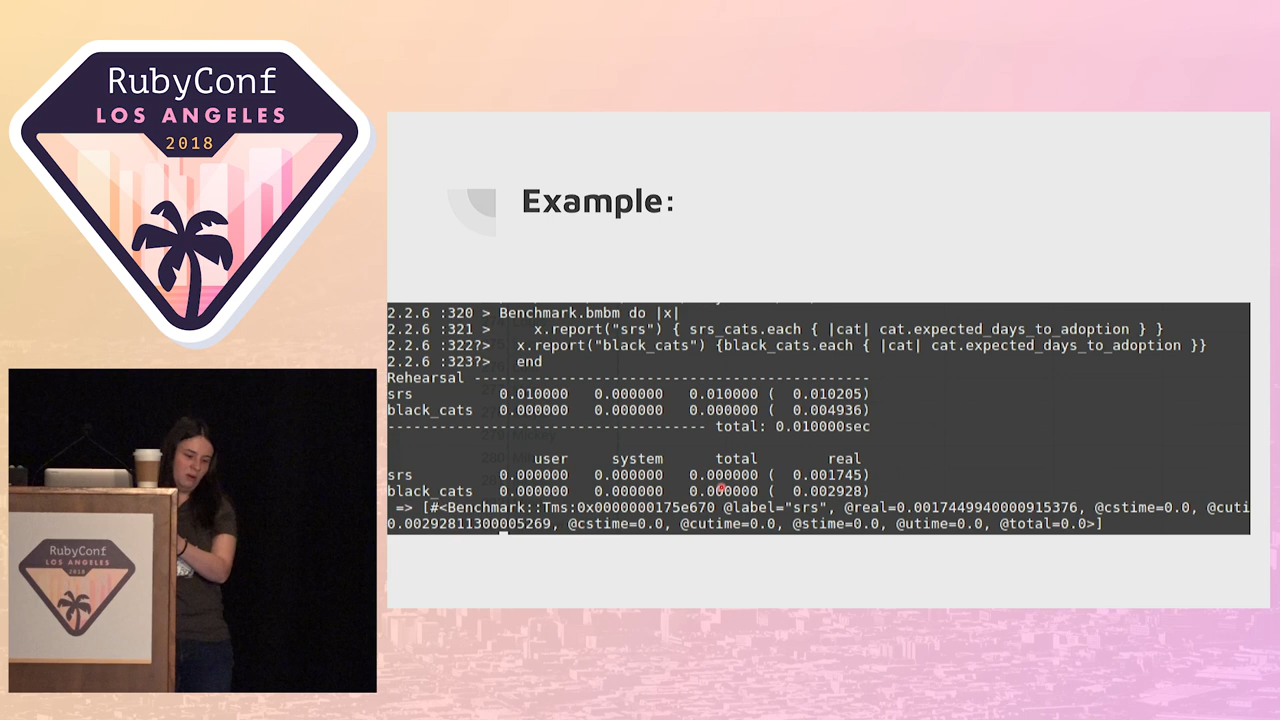 RubyConf
LOS ANGELES
2018
Example:
2.2.6 :320 > Benchmark.bmbm do |x|
2.2.6 :321 >     x.report("srs") { srs_cats.each { |cat| cat.expected_days_to_adoption } }
2.2.6 :322?>   x.report("black_cats") {black_cats.each { |cat| cat.expected_days_to_adoption }}
2.2.6 :323?>   end
Rehearsal ----------------------------------------------
srs          0.010000   0.000000   0.010000 (  0.010205)
black_cats   0.000000   0.000000   0.000000 (  0.004936)
------------------------------------- total: 0.010000sec
user     system      total        real
srs          0.000000   0.000000   0.000000 (  0.001745)
black_cats   0.000000   0.000000   0.000000 (  0.002928)
=> [#<Benchmark::Tms:0x0000000175e670 @label="srs", @real=0.0017449940000915376, @cstime=0.0, @cuti
0.00292811300005269, @cstime=0.0, @cutime=0.0, @stime=0.0, @utime=0.0, @total=0.0>]
RubyConf
LOS ANGELES
2018